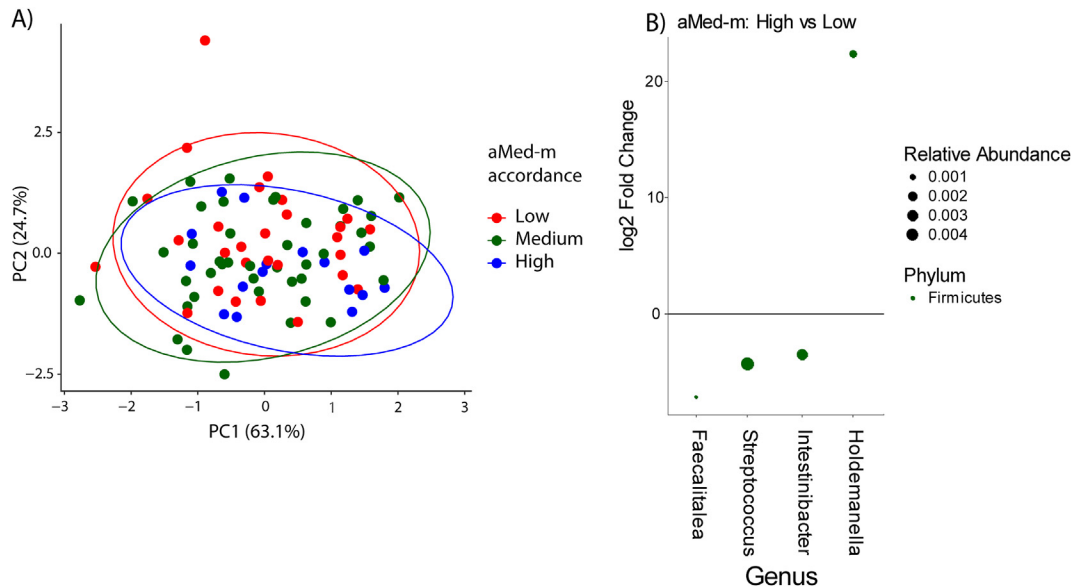 A)
2.5
0.0
−2.5
−3
−2
−1
0
1
2
3
PC2 (24.7%)
PC1 (63.1%)
aMed-m
accordance
Low
Medium
High
B)
aMed-m: High vs Low
20
10
0
log2 Fold Change
Faecalitalea
Streptococcus
Intestinibacter
Holdemanella
Genus
Relative Abundance
0.001
0.002
0.003
0.004
Phylum
Firmicutes